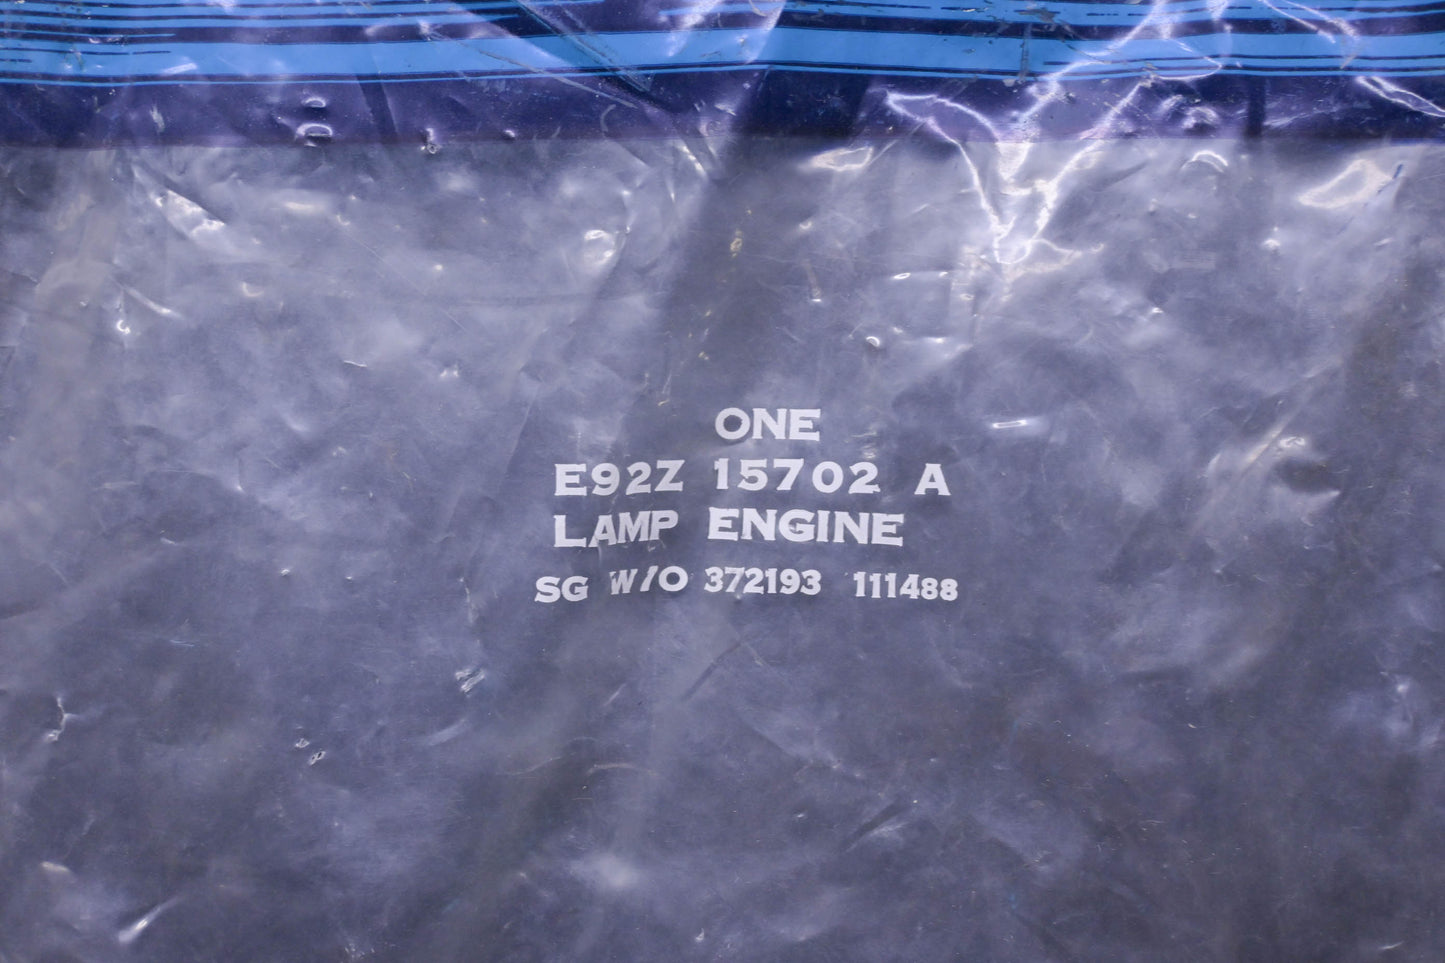 ONE
E92Z 15702 A
LAMP ENGINE
SG W/O 372193 111488